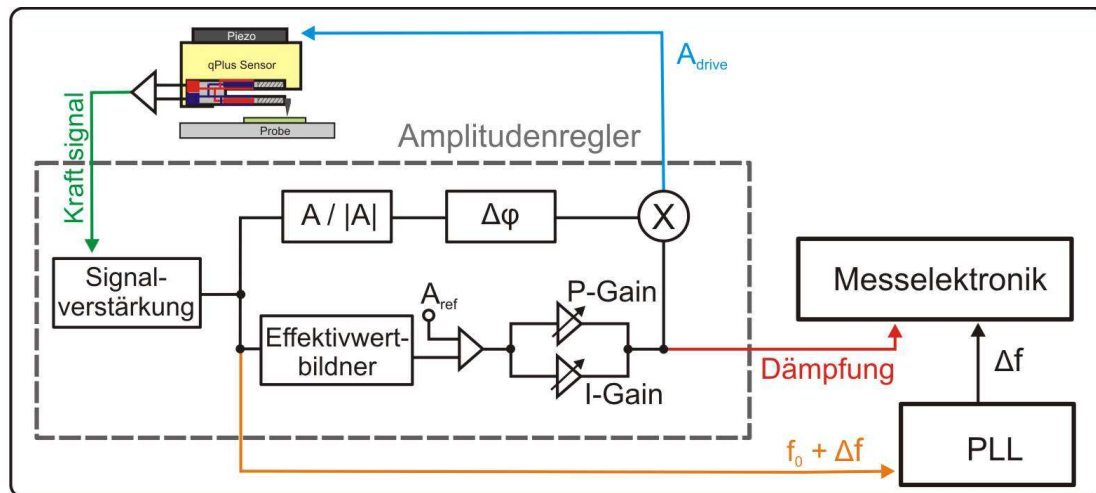 Piezo
qPlus Sensor
Probe
A_drive
Kraftsignal
Amplitudenregler
A / |A|
Δφ
X
Signal-
verstärkung
A_ref
Effektivwert-
bildner
P-Gain
I-Gain
Messelektronik
Dämpfung
Δf
f₀ + Δf
PLL